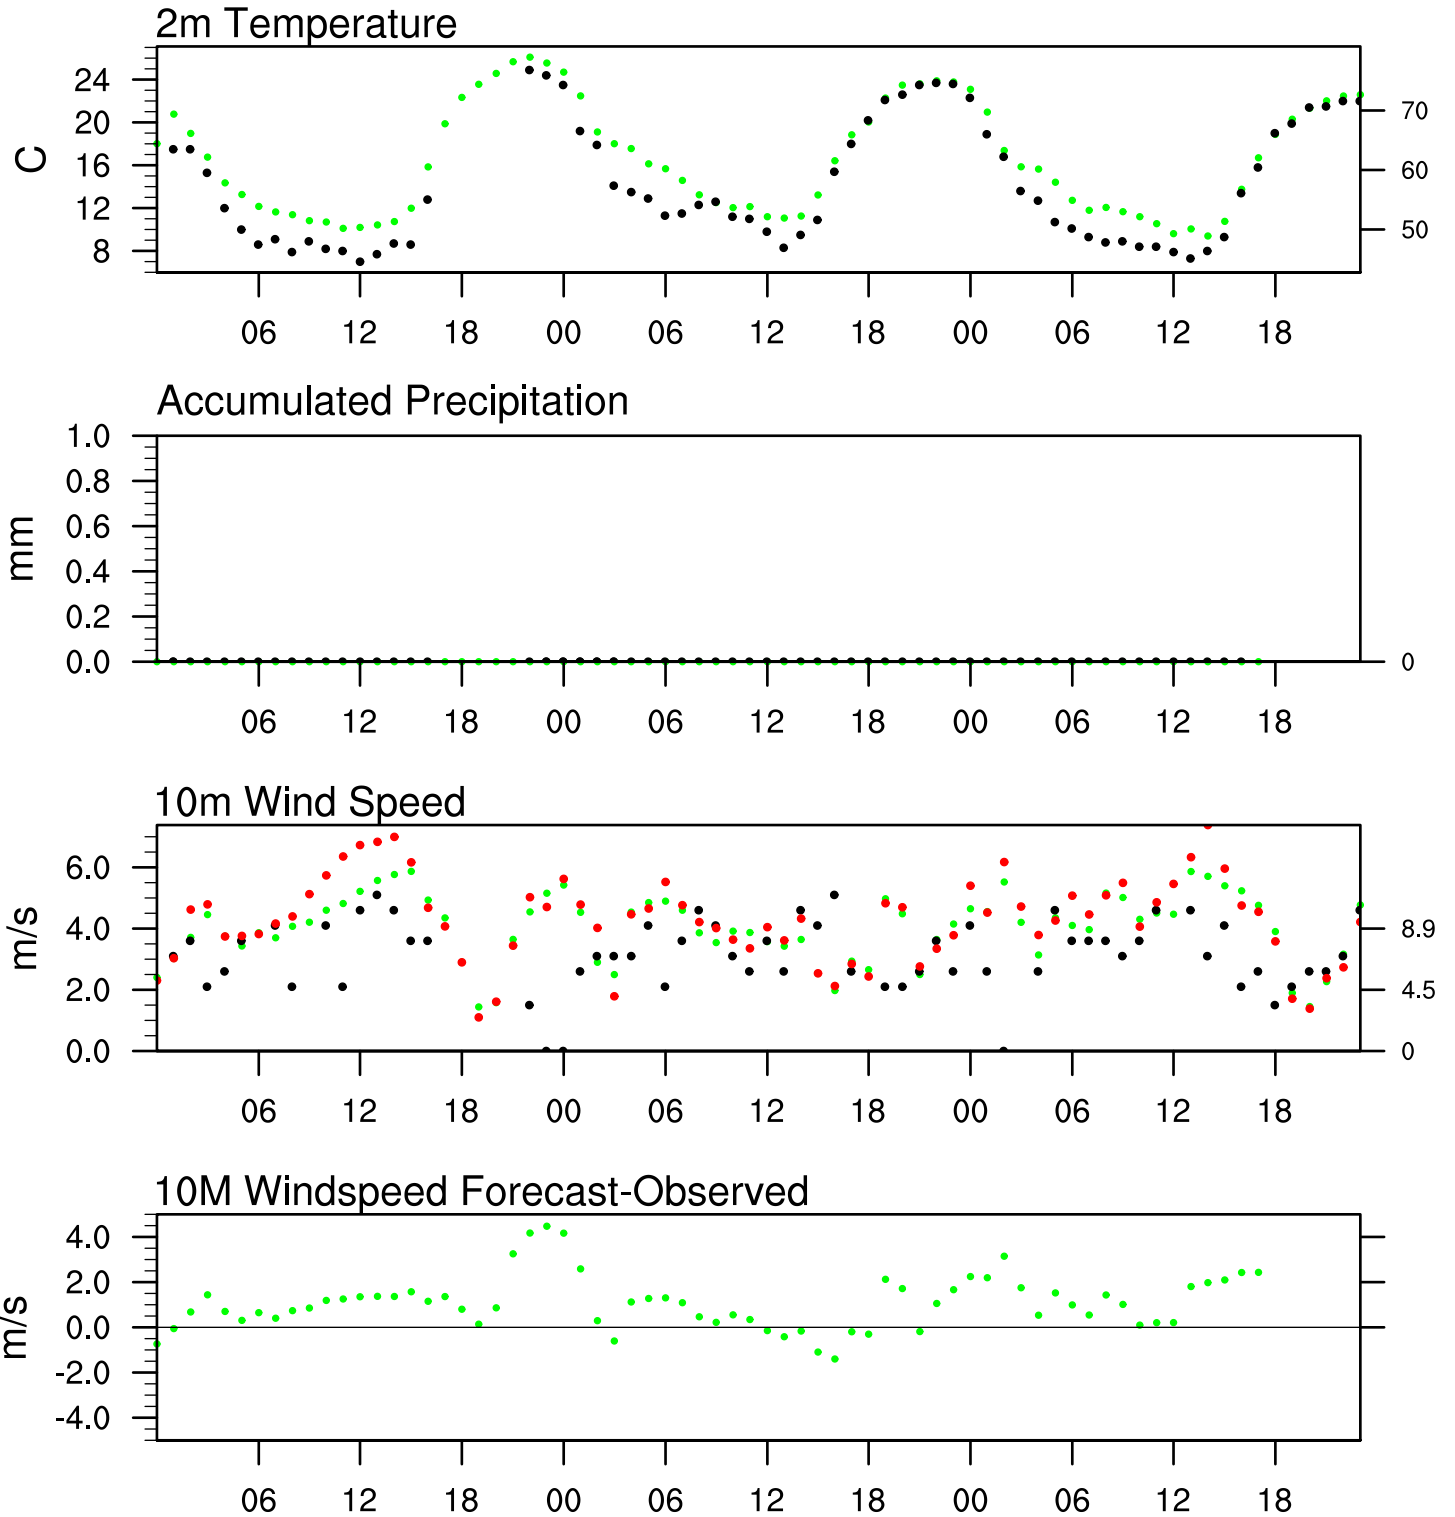 2m Temperature
24
20
16
12
8
C
70
60
50
06 12 18 00 06 12 18 00 06 12 18
Accumulated Precipitation
1.0
0.8
0.6
0.4
0.2
0.0
mm
0
06 12 18 00 06 12 18 00 06 12 18
10m Wind Speed
6.0
4.0
2.0
0.0
m/s
8.9
4.5
0
06 12 18 00 06 12 18 00 06 12 18
10M Windspeed Forecast-Observed
4.0
2.0
0.0
-2.0
-4.0
m/s
06 12 18 00 06 12 18 00 06 12 18